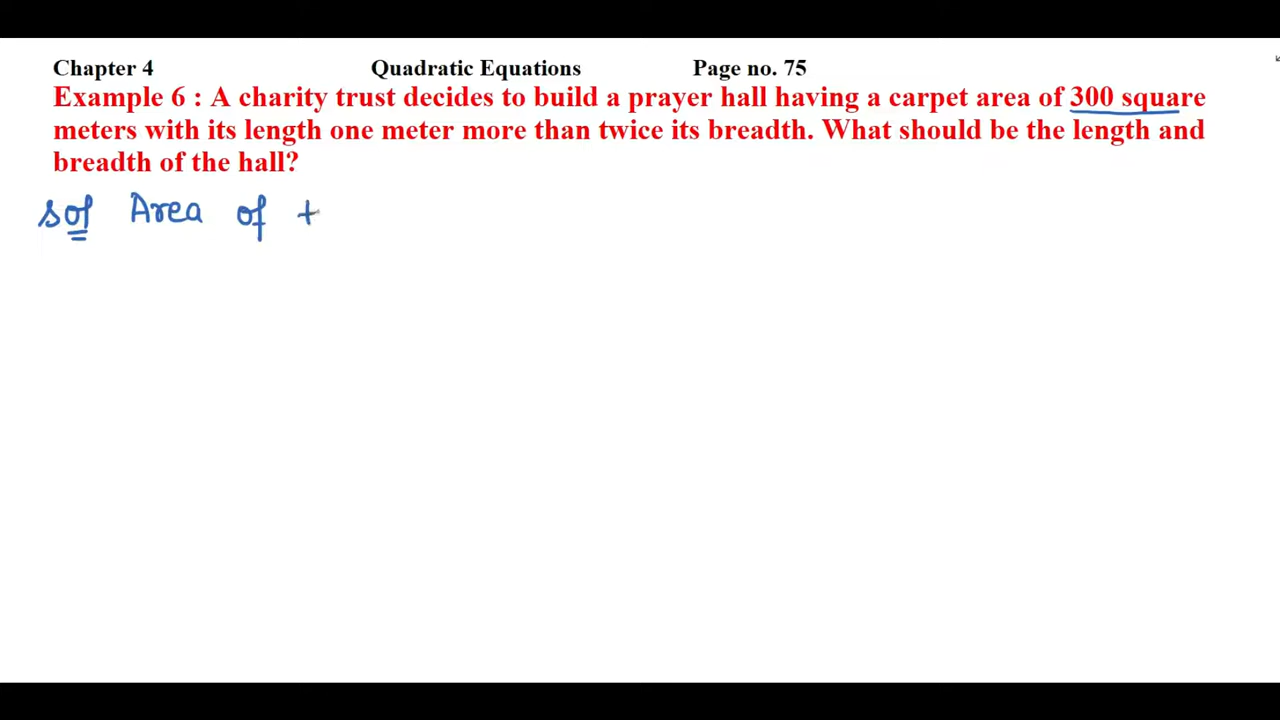 Chapter 4 Quadratic Equations Page no. 75
Example 6 : A charity trust decides to build a prayer hall having a carpet area of 300 square
meters with its length one meter more than twice its breadth. What should be the length and
breadth of the hall?
sol Area of t